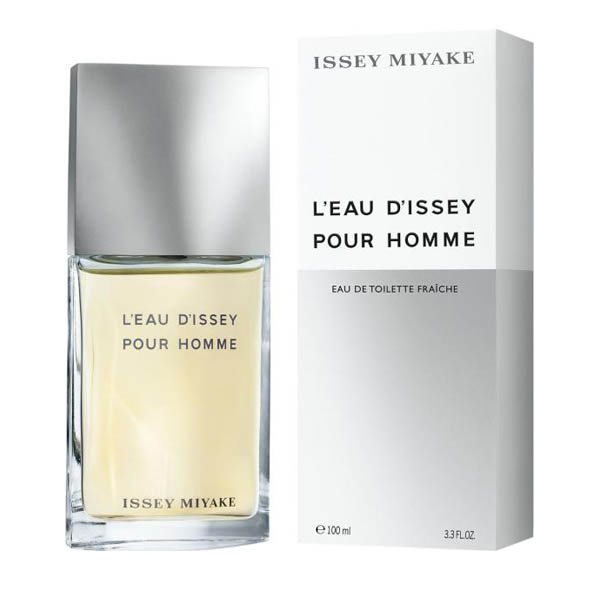 L'EAU D'ISSEY
POUR HOMME
ISSEY MIYAKE
ISSEY MIYAKE
L'EAU D'ISSEY
POUR HOMME
EAU DE TOILETTE FRAÎCHE
℮ 100 ml 3.3 FL.OZ.